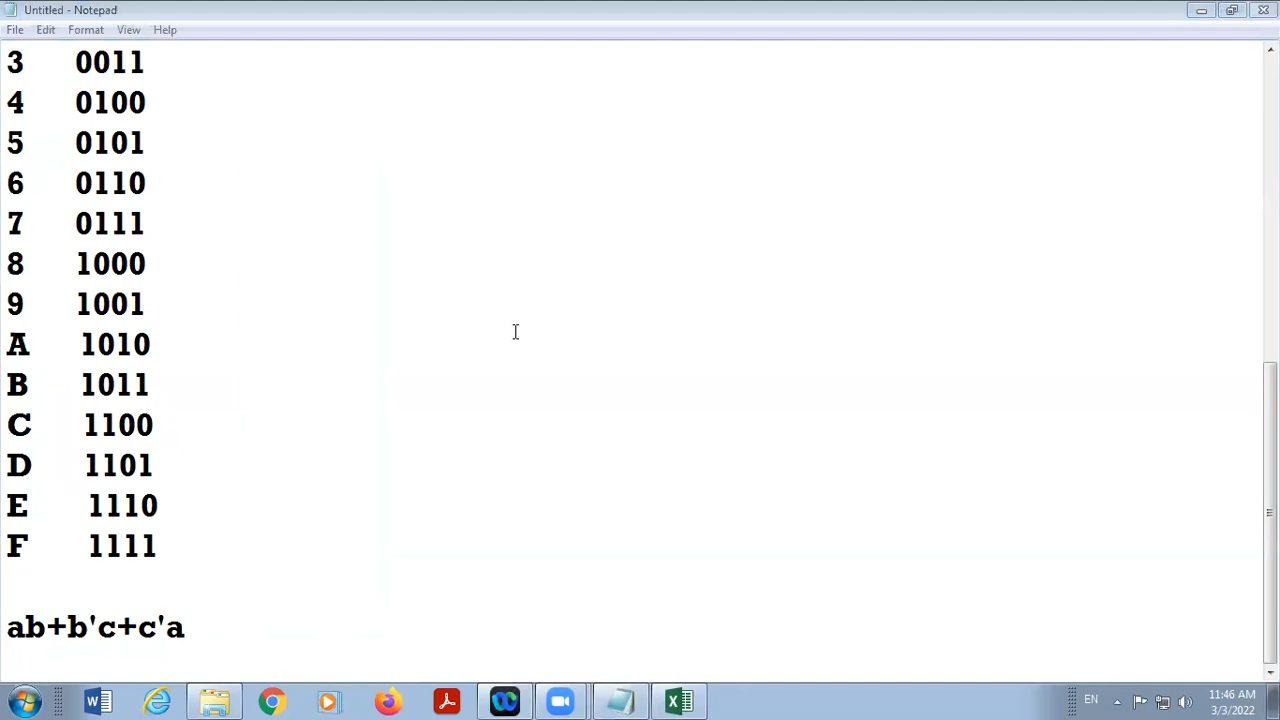 Untitled - Notepad
File Edit Format View Help
3 0011
4 0100
5 0101
6 0110
7 0111
8 1000
9 1001
A 1010
B 1011
C 1100
D 1101
E 1110
F 1111
ab+b'c+c'a
EN
11:46 AM
3/3/2022